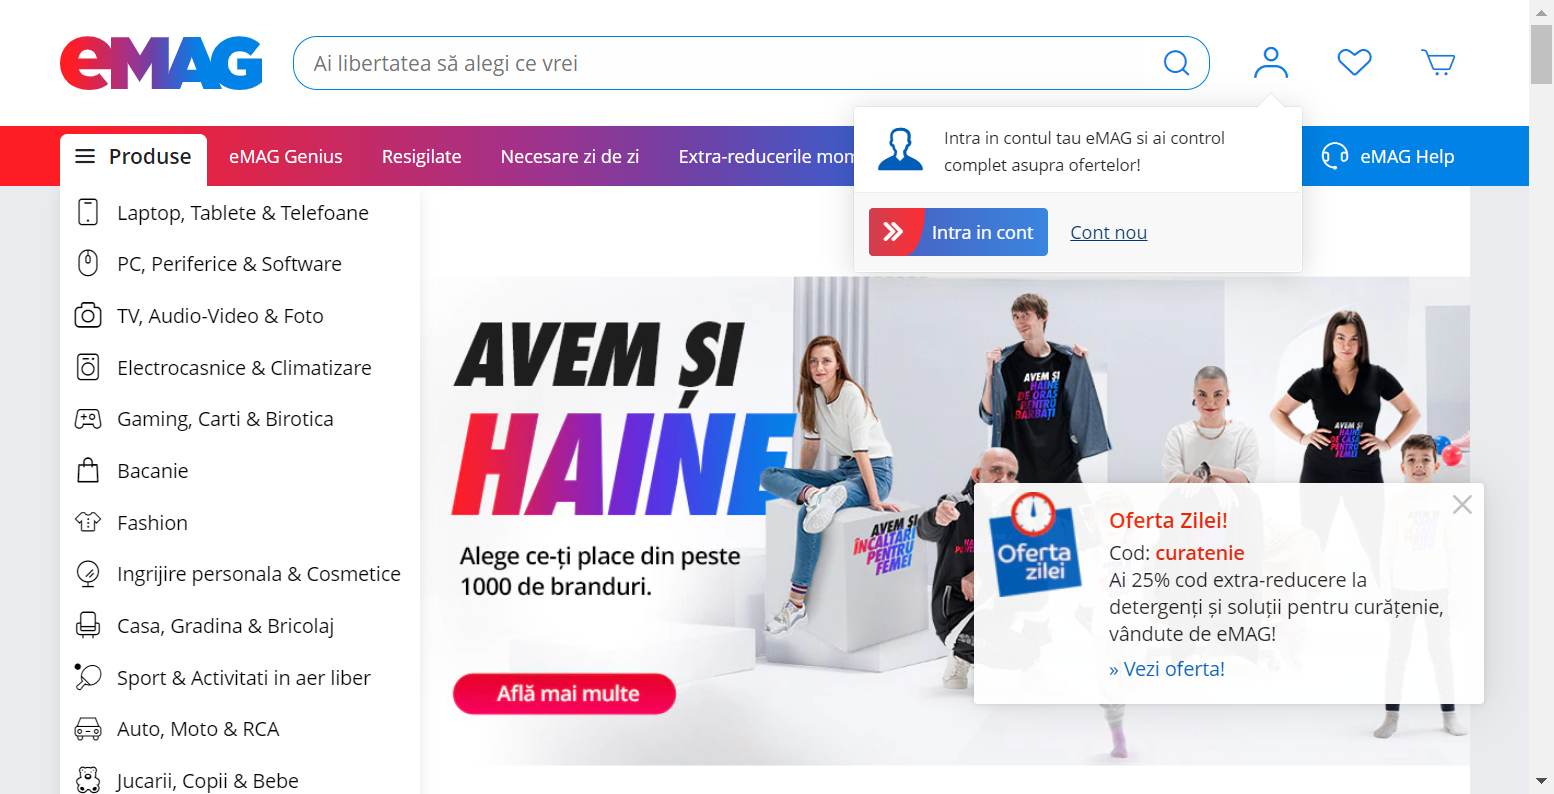 eMAG
Ai libertatea să alegi ce vrei
Intra in contul tau eMAG si ai control
complet asupra ofertelor!
Intra in cont
Cont nou
Produse
eMAG Genius
Resigilate
Necesare zi de zi
Extra-reducerile mom
eMAG Help
Laptop, Tablete & Telefoane
PC, Periferice & Software
TV, Audio-Video & Foto
Electrocasnice & Climatizare
Gaming, Carti & Birotica
Bacanie
Fashion
Ingrijire personala & Cosmetice
Casa, Gradina & Bricolaj
Sport & Activitati in aer liber
Auto, Moto & RCA
Jucarii, Copii & Bebe
AVEM ȘI
HAINE
Alege ce-ți place din peste
1000 de branduri.
Află mai multe
AVEM ȘI
HAINE
DE ORAS
PENTRU
BĂRBAȚI
AVEM ȘI
HAINE
DE CASĂ
PENTRU
FEMEI
AVEM ȘI
ÎNCĂLȚĂRI
PENTRU
FEMEI
Oferta
zilei
Oferta Zilei!
Cod: curatenie
Ai 25% cod extra-reducere la
detergenți și soluții pentru curățenie,
vândute de eMAG!
» Vezi oferta!